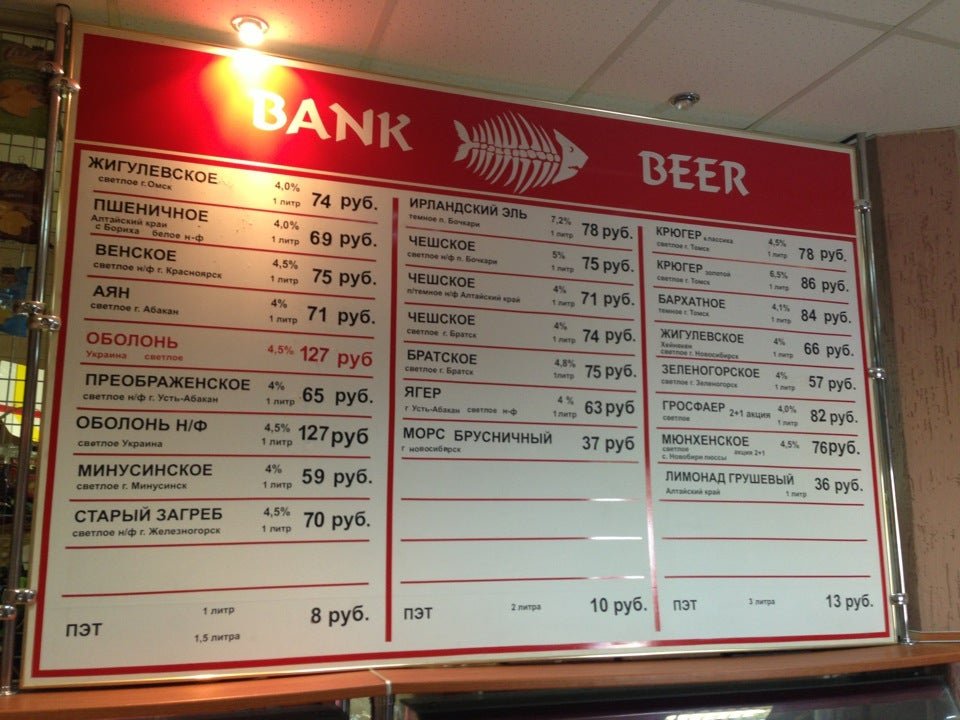 BANK BEER
ЖИГУЛЕВСКОЕ 4,0%
светлое г.Омск 1 литр 74 руб.
ПШЕНИЧНОЕ 4,0%
Алтайский край
с Бориха белое н-ф 1 литр 69 руб.
ВЕНСКОЕ 4,5%
светлое н/ф г. Красноярск 1 литр 75 руб.
АЯН 4%
светлое г. Абакан 1 литр 71 руб.
ОБОЛОНЬ
Украина светлое 4,5% 127 руб
ПРЕОБРАЖЕНСКОЕ 4%
светлое г. Усть-Абакан 1 литр 65 руб.
ОБОЛОНЬ Н/Ф 4,5%
светлое Украина 1 литр 127 руб
МИНУСИНСКОЕ 4%
светлое г. Минусинск 1 литр 59 руб.
СТАРЫЙ ЗАГРЕБ 4,5%
светлое н/ф г. Железногорск 1 литр 70 руб.
ПЭТ 1 литр 8 руб.
1,5 литра
ИРЛАНДСКИЙ ЭЛЬ 7,2%
темное п. Бочкари 1 литр 78 руб.
ЧЕШСКОЕ 5%
светлое н/ф п. Бочкари 1 литр 75 руб.
ЧЕШСКОЕ 4%
п/темное н/ф Алтайский край 1 литр 71 руб.
ЧЕШСКОЕ 4%
светлое г. Братск 1 литр 74 руб.
БРАТСКОЕ 4,8%
светлое г. Братск 1литр 75 руб.
ЯГЕР 4 %
г Усть-Абакан светлое н-ф 1 литр 63 руб
МОРС БРУСНИЧНЫЙ 37 руб
г новосибирск
ПЭТ 2 литра 10 руб.
КРЮГЕР классика 4,5%
светлое г. Томск 1 литр 78 руб.
КРЮГЕР золотой 6,5%
светлое г. Томск 1 литр 86 руб.
БАРХАТНОЕ 4,1%
темное г. Томск 1 литр 84 руб.
ЖИГУЛЕВСКОЕ 4%
Хейнекен
светлое г. Новосибирск 1 литр 66 руб.
ЗЕЛЕНОГОРСКОЕ 4%
светлое г. Зеленогорск 1 литр 57 руб.
ГРОСФАЕР 2+1 акция 4,0%
светлое 1 литр 82 руб.
МЮНХЕНСКОЕ 4,5% 76руб.
светлое акция 2+1
с. Новобирилюссы
ЛИМОНАД ГРУШЕВЫЙ
Алтайский край 1 литр 36 руб.
ПЭТ 3 литра 13 руб.